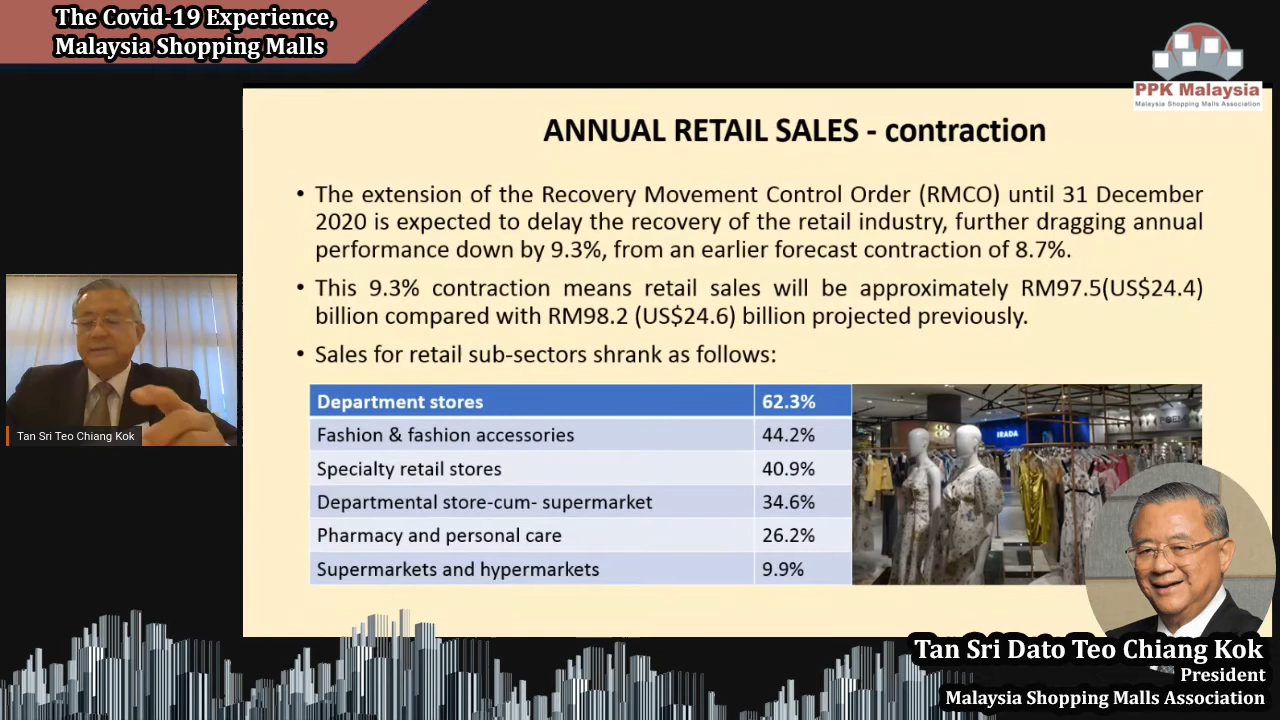 The Covid-19 Experience,
Malaysia Shopping Malls
PPK Malaysia
Malaysia Shopping Malls Association
ANNUAL RETAIL SALES - contraction
• The extension of the Recovery Movement Control Order (RMCO) until 31 December
2020 is expected to delay the recovery of the retail industry, further dragging annual
performance down by 9.3%, from an earlier forecast contraction of 8.7%.
• This 9.3% contraction means retail sales will be approximately RM97.5(US$24.4)
billion compared with RM98.2 (US$24.6) billion projected previously.
• Sales for retail sub-sectors shrank as follows:
Department stores 62.3%
Fashion & fashion accessories 44.2%
Specialty retail stores 40.9%
Departmental store-cum- supermarket 34.6%
Pharmacy and personal care 26.2%
Supermarkets and hypermarkets 9.9%
IRADA
Tan Sri Teo Chiang Kok
Tan Sri Dato Teo Chiang Kok
President
Malaysia Shopping Malls Association